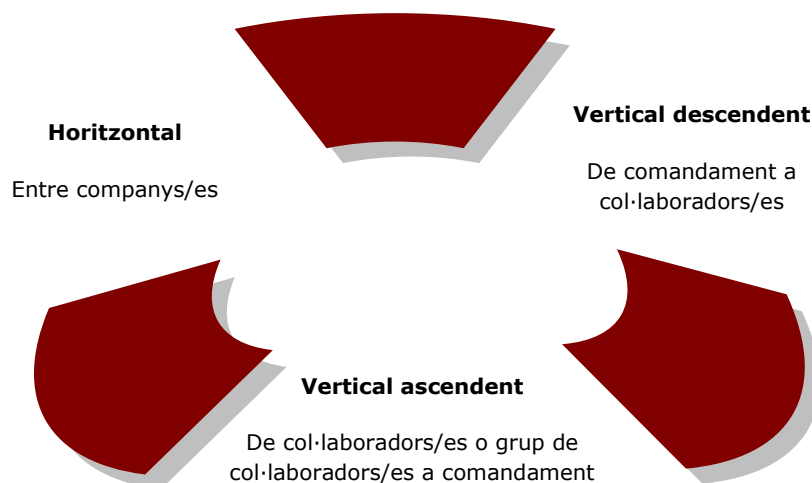 Horitzontal
Entre companys/es
Vertical descendent
De comandament a
col·laboradors/es
Vertical ascendent
De col·laboradors/es o grup de
col·laboradors/es a comandament